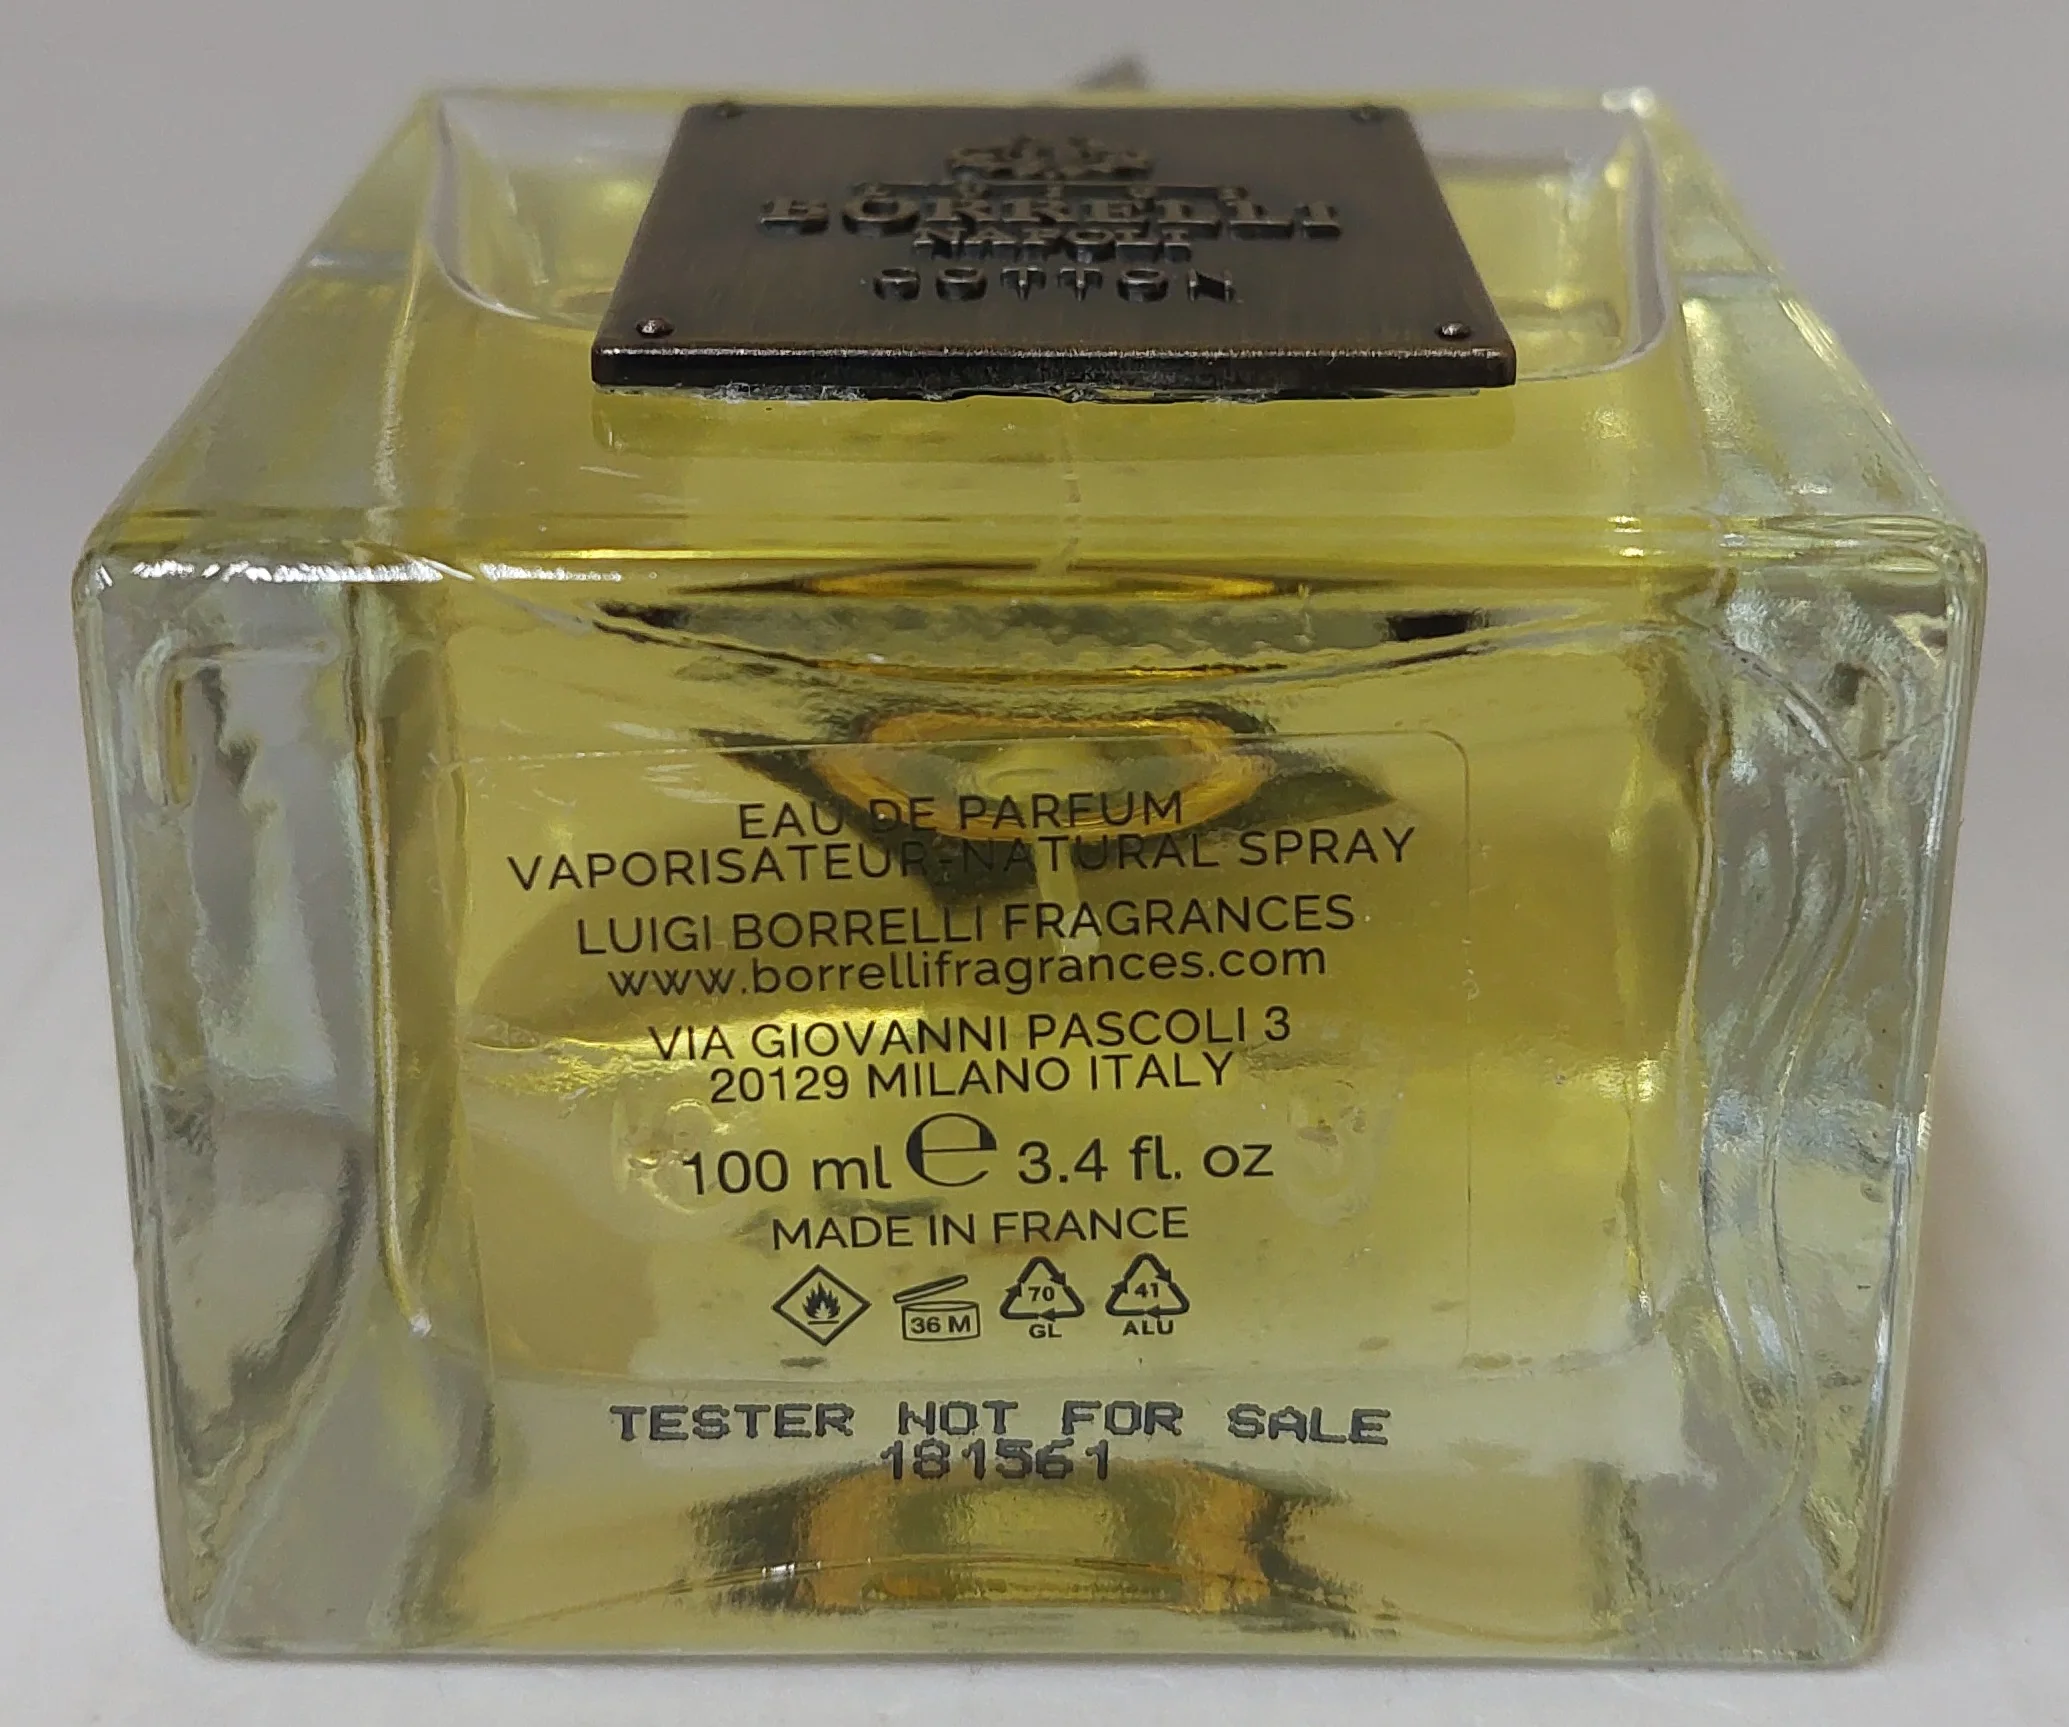 LUIGI
BORRELLI
NAPOLI
COTTON
EAU DE PARFUM
VAPORISATEUR-NATURAL SPRAY
LUIGI BORRELLI FRAGRANCES
www.borrellifragrances.com
VIA GIOVANNI PASCOLI 3
20129 MILANO ITALY
100 ml e 3.4 fl. oz
MADE IN FRANCE
36 M 70 41
GL ALU
TESTER NOT FOR SALE
181561